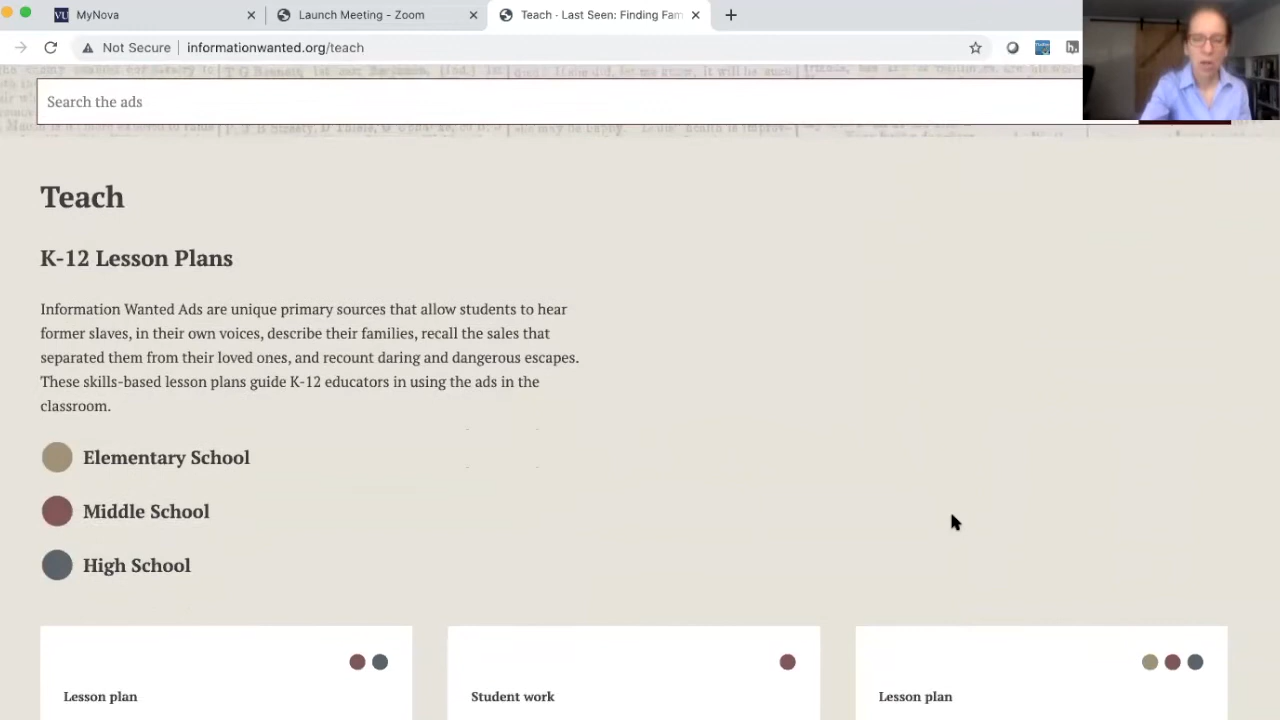 MyNova
Launch Meeting - Zoom
Teach · Last Seen: Finding Fam
Not Secure
informationwanted.org/teach
Search the ads
Teach
K-12 Lesson Plans
Information Wanted Ads are unique primary sources that allow students to hear
former slaves, in their own voices, describe their families, recall the sales that
separated them from their loved ones, and recount daring and dangerous escapes.
These skills-based lesson plans guide K-12 educators in using the ads in the
classroom.
Elementary School
Middle School
High School
Lesson plan
Student work
Lesson plan